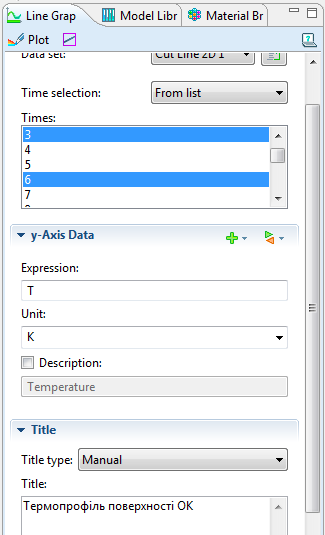 Line Grap
Model Libr
Material Br
Plot
Data set:
Cut Line 2D 1
Time selection:
From list
Times:
3
4
5
6
7
y-Axis Data
Expression:
T
Unit:
K
Description:
Temperature
Title
Title type:
Manual
Title:
Термопрофіль поверхності ОК